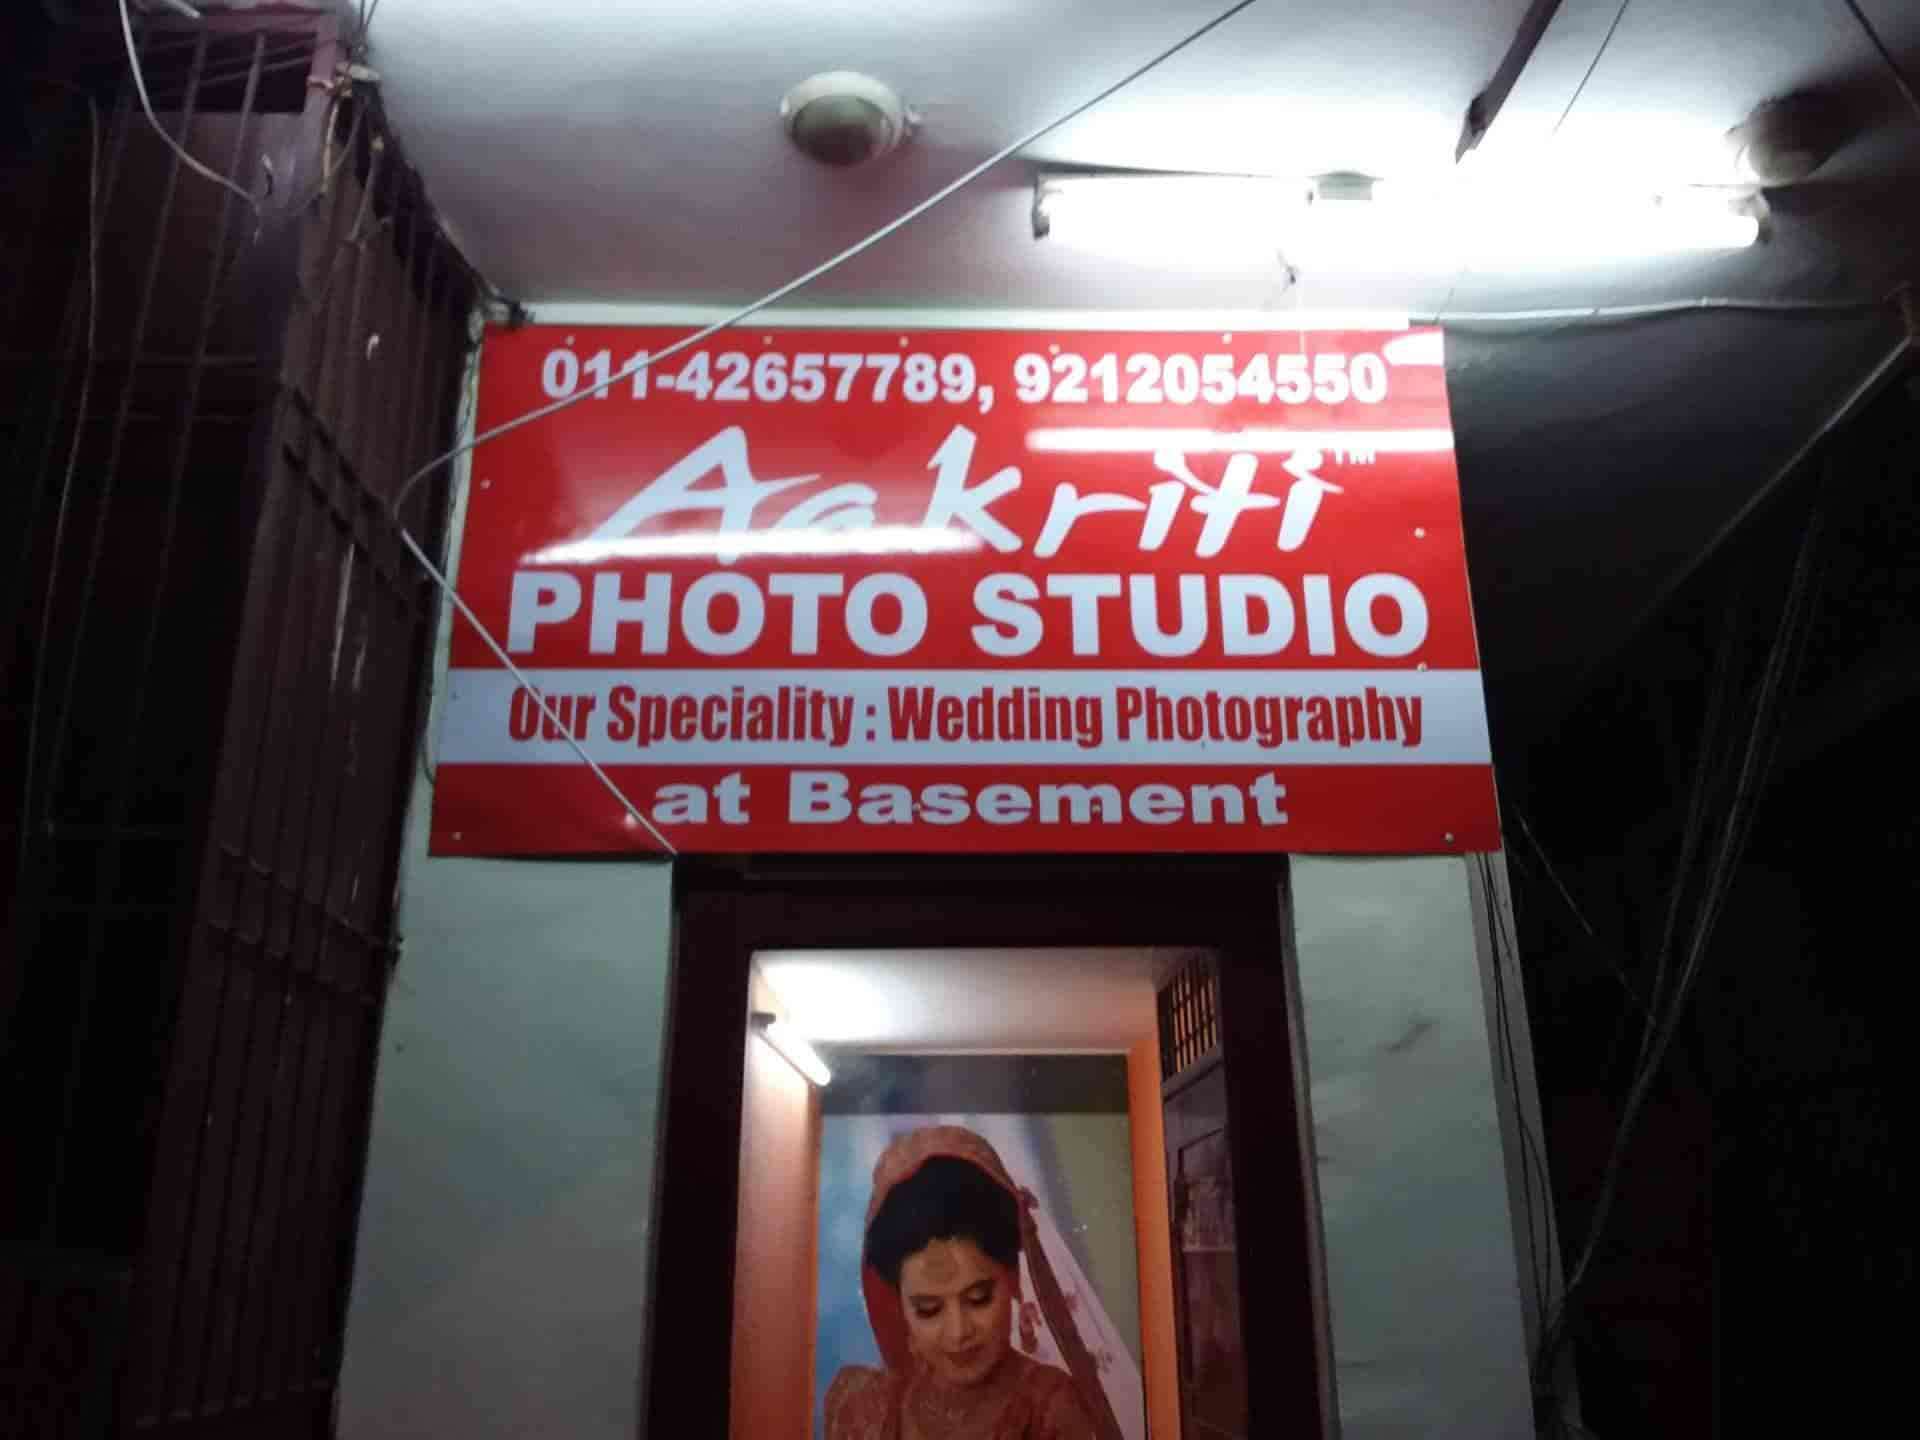 011-42657789, 9212054550
Aakriti™
PHOTO STUDIO
Our Speciality : Wedding Photography
at Basement